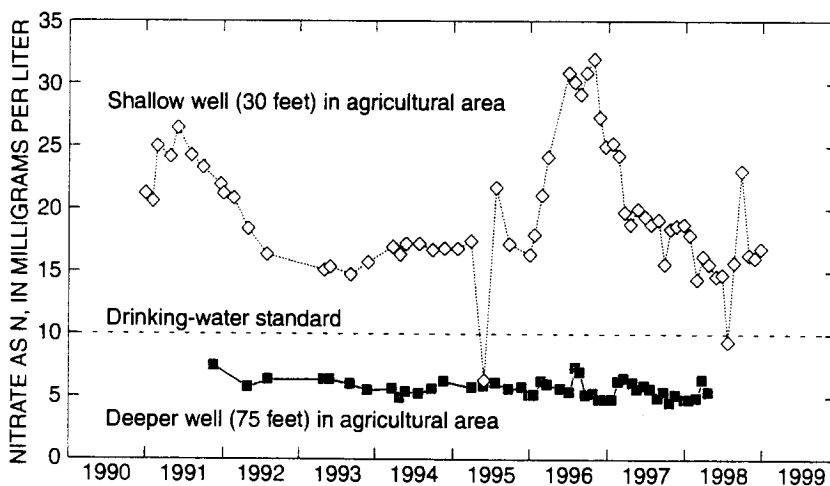 NITRATE AS N, IN MILLIGRAMS PER LITER
35
30
25
20
15
10
5
0
Shallow well (30 feet) in agricultural area
Drinking-water standard
Deeper well (75 feet) in agricultural area
1990 1991 1992 1993 1994 1995 1996 1997 1998 1999